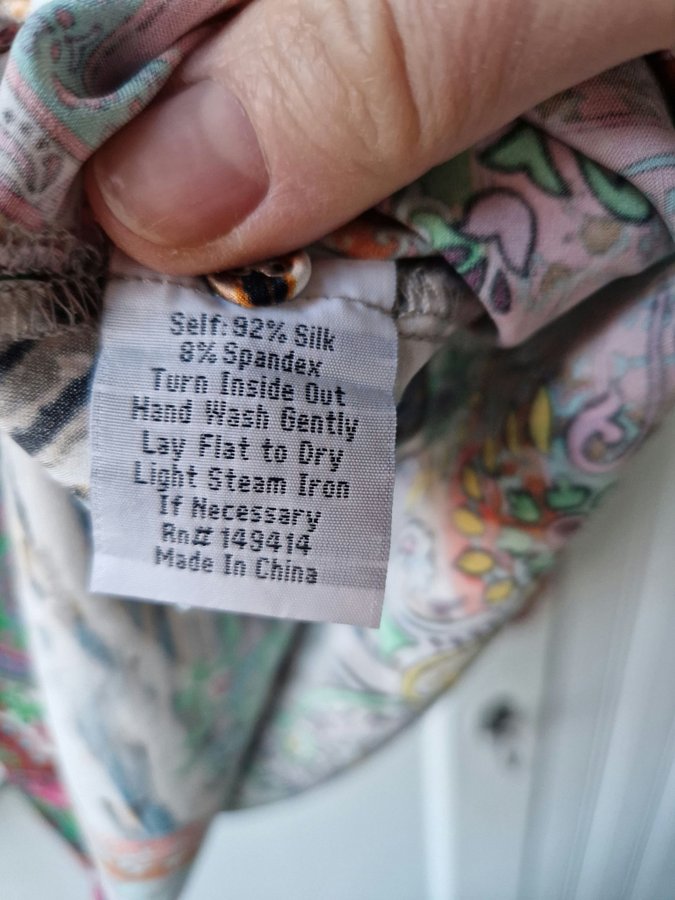 Self: 92% Silk
8% Spandex
Turn Inside Out
Hand Wash Gently
Lay Flat to Dry
Light Steam Iron
If Necessary
Rn# 149414
Made In China